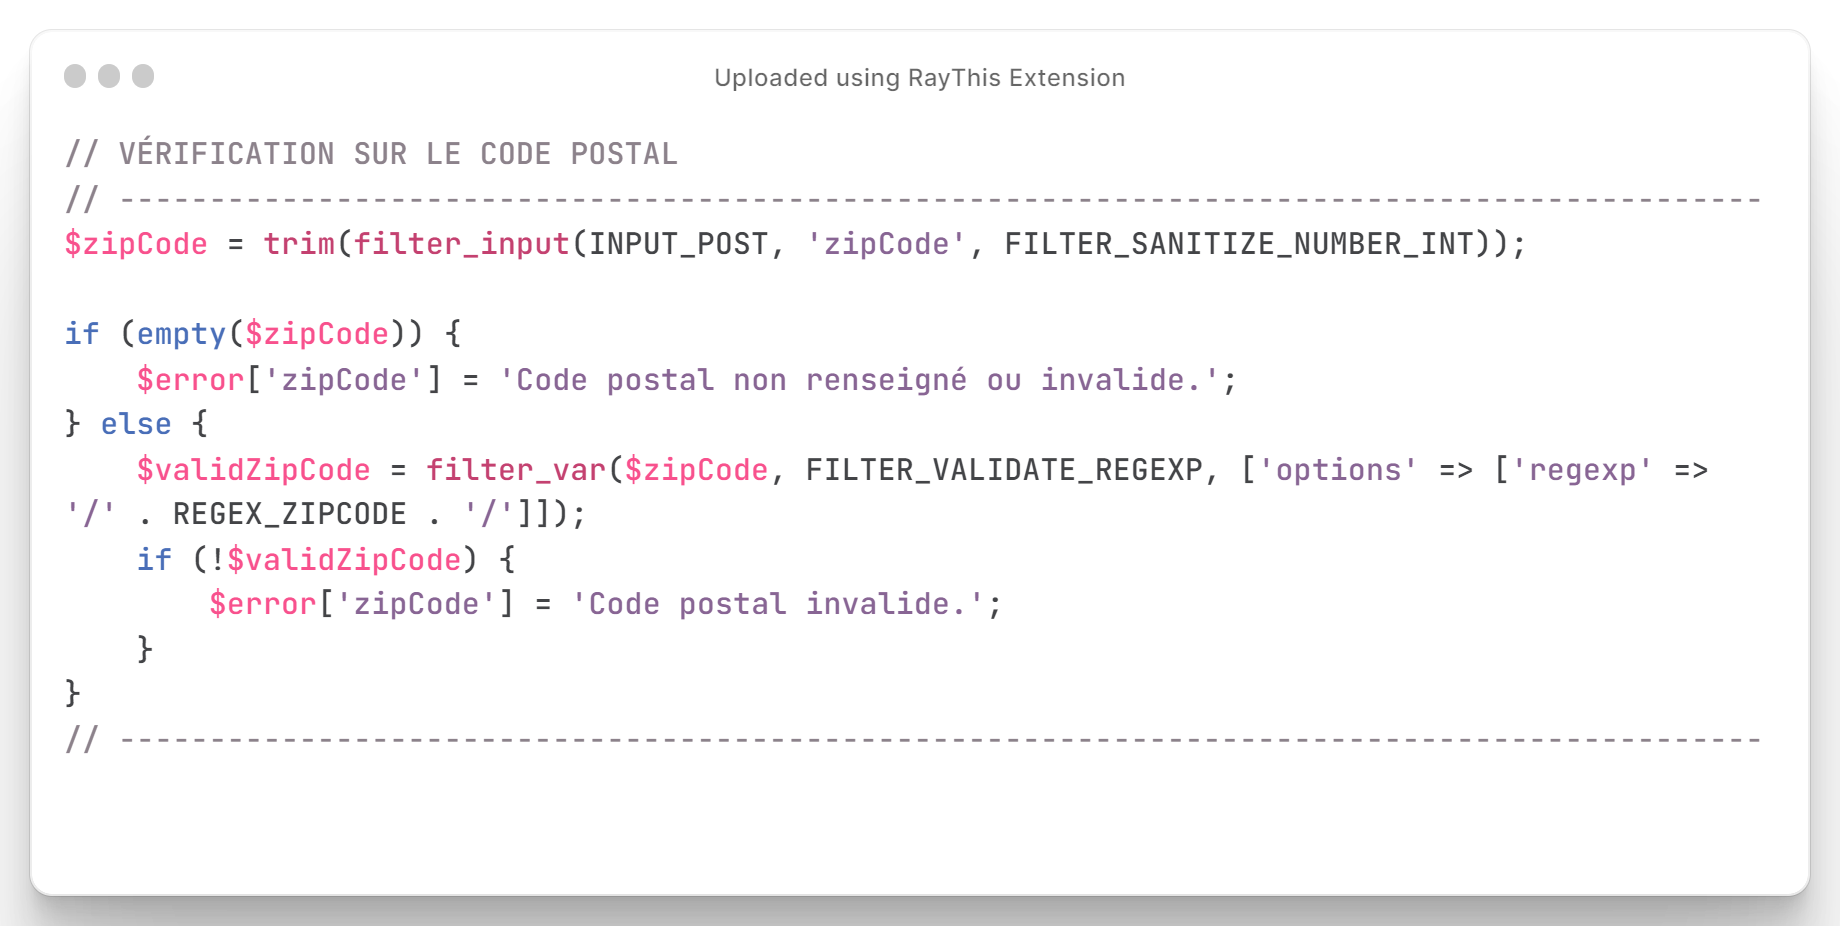 Uploaded using RayThis Extension
// VÉRIFICATION SUR LE CODE POSTAL
// -------------------------------------------------------------------------------------------
$zipCode = trim(filter_input(INPUT_POST, 'zipCode', FILTER_SANITIZE_NUMBER_INT));
if (empty($zipCode)) {
    $error['zipCode'] = 'Code postal non renseigné ou invalide.';
} else {
    $validZipCode = filter_var($zipCode, FILTER_VALIDATE_REGEXP, ['options' => ['regexp' =>
'/' . REGEX_ZIPCODE . '/']]);
    if (!$validZipCode) {
        $error['zipCode'] = 'Code postal invalide.';
    }
}
// -------------------------------------------------------------------------------------------